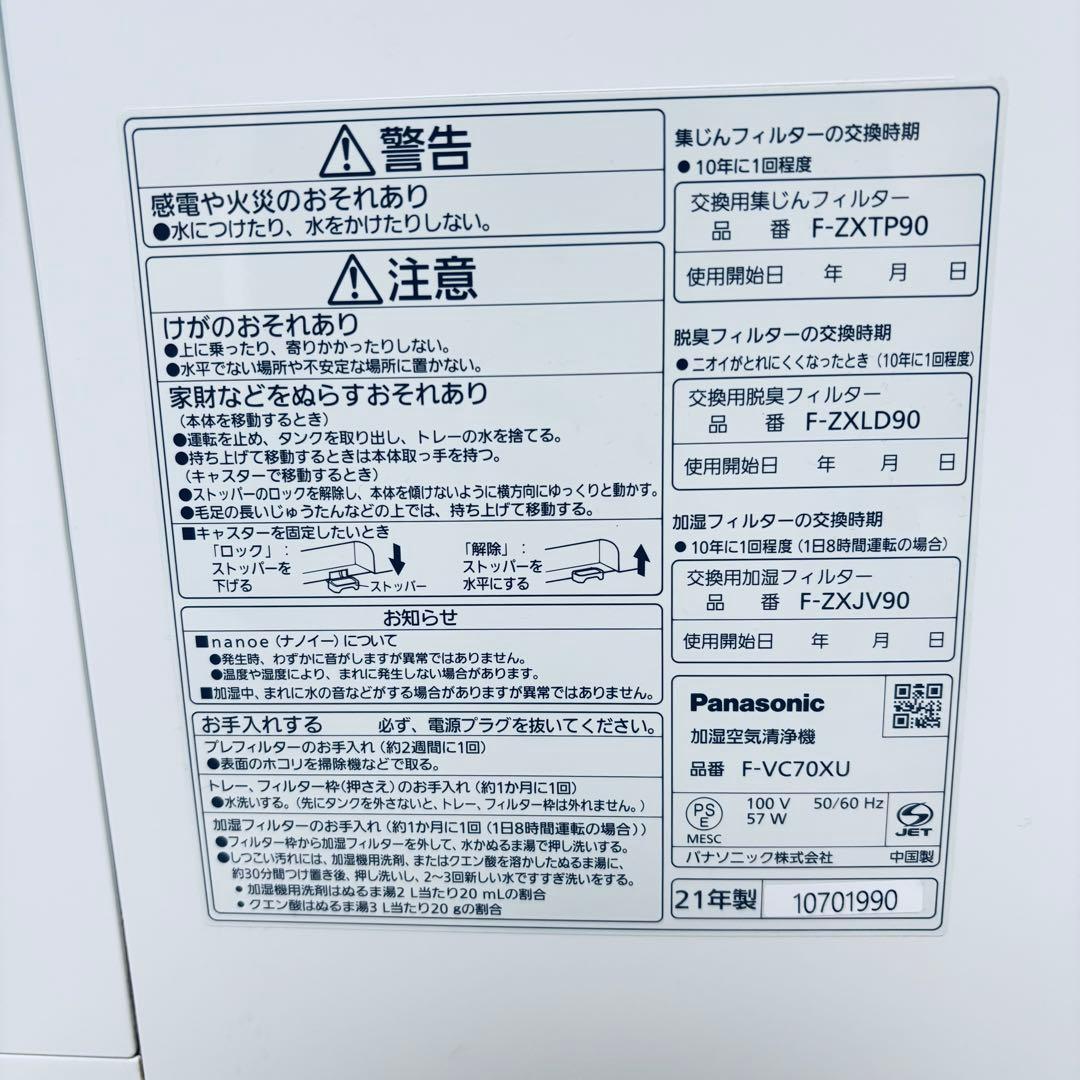 警告
感電や火災のおそれあり
●水につけたり、水をかけたりしない。
注意
けがのおそれあり
●上に乗ったり、寄りかかったりしない。
●水平でない場所や不安定な場所に置かない。
家財などをぬらすおそれあり
(本体を移動するとき)
●運転を止め、タンクを取り出し、トレーの水を捨てる。
●持ち上げて移動するときは本体取っ手を持つ。
(キャスターで移動するとき)
●ストッパーのロックを解除し、本体を傾けないように横方向にゆっくりと動かす。
●毛足の長いじゅうたんなどの上では、持ち上げて移動する。
■キャスターを固定したいとき
「ロック」:
ストッパーを
下げる
ストッパー
「解除」:
ストッパーを
水平にする
お知らせ
■nanoe(ナノイー)について
●発生時、わずかに音がしますが異常ではありません。
●温度や湿度により、まれに発生しない場合があります。
■加湿中、まれに水の音などがする場合がありますが異常ではありません。
お手入れする 必ず、電源プラグを抜いてください。
プレフィルターのお手入れ(約2週間に1回)
●表面のホコリを掃除機などで取る。
トレー、フィルター枠(押さえ)のお手入れ(約1か月に1回)
●水洗いする。(先にタンクを外さないと、トレー、フィルター枠は外れません。)
加湿フィルターのお手入れ(約1か月に1回(1日8時間運転の場合))
●フィルター枠から加湿フィルターを外して、水かぬるま湯で押し洗いする。
●しつこい汚れには、加湿機用洗剤、またはクエン酸を溶かしたぬるま湯に、
約30分間つけ置き後、押し洗いし、2~3回新しい水ですすぎ洗いをする。
• 加湿機用洗剤はぬるま湯2 L当たり20 mLの割合
• クエン酸はぬるま湯3 L当たり20 gの割合
集じんフィルターの交換時期
●10年に1回程度
交換用集じんフィルター
品 番 F-ZXTP90
使用開始日 年 月 日
脱臭フィルターの交換時期
●ニオイがとれにくくなったとき(10年に1回程度)
交換用脱臭フィルター
品 番 F-ZXLD90
使用開始日 年 月 日
加湿フィルターの交換時期
●10年に1回程度(1日8時間運転の場合)
交換用加湿フィルター
品 番 F-ZXJV90
使用開始日 年 月 日
Panasonic
加湿空気清浄機
品番 F-VC70XU
PS
E
MESC
100 V 50/60 Hz
57 W
JET
パナソニック株式会社 中国製
21年製 10701990